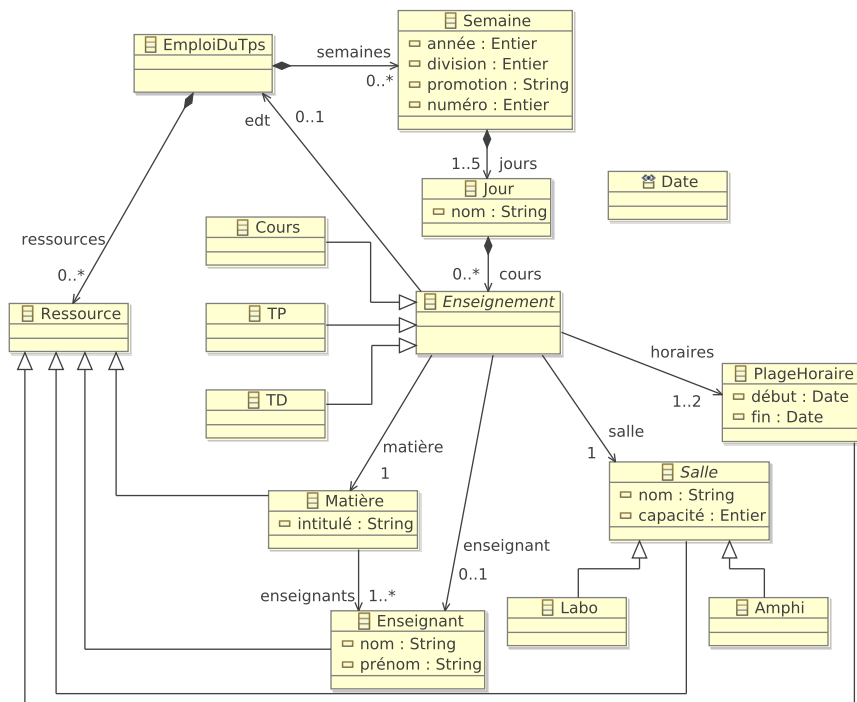 EmploiDuTps
Semaine
année : Entier
division : Entier
promotion : String
numéro : Entier
semaines
0..*
edt
0..1
1..5
jours
Jour
nom : String
Date
Cours
ressources
0..*
0..*
cours
Ressource
TP
Enseignement
horaires
1..2
PlageHoraire
début : Date
fin : Date
TD
matière
1
salle
1
Salle
nom : String
capacité : Entier
Matière
intitulé : String
enseignant
0..1
enseignants
1..*
Enseignant
nom : String
prénom : String
Labo
Amphi